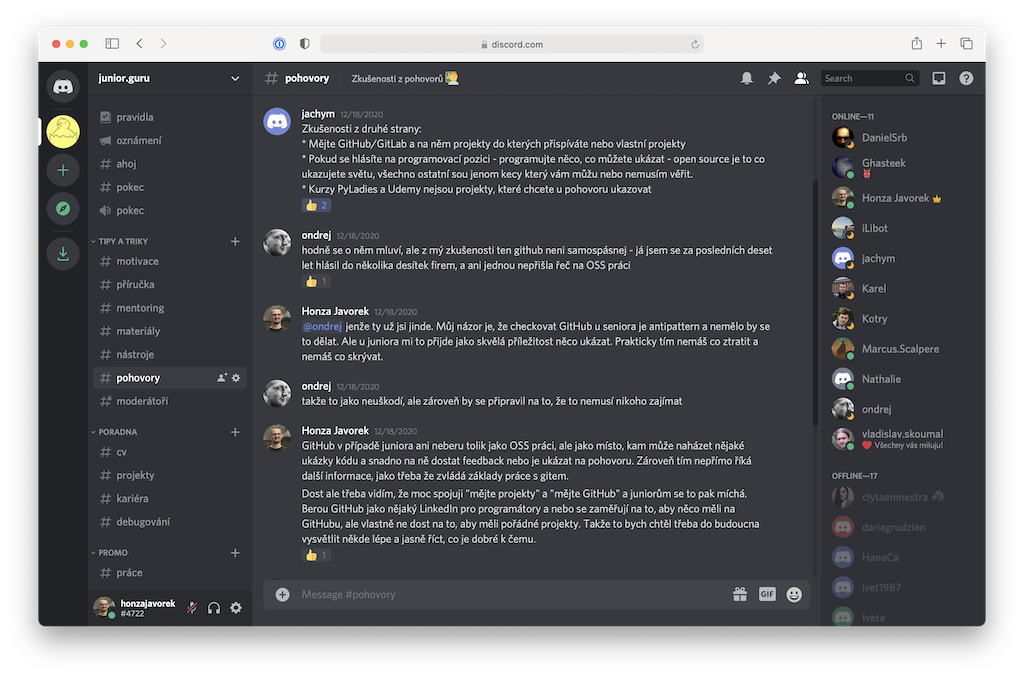 discord.com
junior.guru
pohovory
Zkušenosti z pohovorů
Search
pravidla
oznámení
ahoj
pokec
pokec
TIPY A TRIKY
motivace
příručka
mentoring
materiály
nástroje
pohovory
moderátoři
PORADNA
cv
projekty
kariéra
debugování
PROMO
práce
honzajavorek
#4722
jachym 12/18/2020
Zkušenosti z druhé strany:
* Mějte GitHub/GitLab a na něm projekty do kterých přispíváte nebo vlastní projekty
* Pokud se hlásíte na programovací pozici - programujte něco, co můžete ukázat - open source je to co
ukazujete světu, všechno ostatní sou jenom kecy který vám můžu nebo nemusím věřit.
* Kurzy PyLadies a Udemy nejsou projekty, které chcete u pohovoru ukazovat
2
ondrej 12/18/2020
hodně se o něm mluví, ale z mý zkušenosti ten github neni samospásnej - já jsem se za posledních deset
let hlásil do několika desítek firem, a ani jednou nepřišla řeč na OSS práci
1
Honza Javorek 12/18/2020
@ondrej jenže ty už jsi jinde. Můj názor je, že checkovat GitHub u seniora je antipattern a nemělo by se
to dělat. Ale u juniora mi to přijde jako skvělá příležitost něco ukázat. Prakticky tím nemáš co ztratit a
nemáš co skrývat.
ondrej 12/18/2020
takže to jako neuškodí, ale zároveň by se připravil na to, že to nemusí nikoho zajímat
Honza Javorek 12/18/2020
GitHub v případě juniora ani neberu tolik jako OSS práci, ale jako místo, kam může naházet nějaké
ukázky kódu a snadno na ně dostat feedback nebo je ukázat na pohovoru. Zároveň tím nepřímo říká
další informace, jako třeba že zvládá základy práce s gitem.
Dost ale třeba vidím, že moc spojuji "mějte projekty" a "mějte GitHub" a juniorům se to pak míchá.
Berou GitHub jako nějaký LinkedIn pro programátory a nebo se zaměřují na to, aby něco měli na
GitHubu, ale vlastně ne dost na to, aby měli pořádné projekty. Takže to bych chtěl třeba do budoucna
vysvětlit někde lépe a jasně říct, co je dobré k čemu.
1
Message #pohovory
GIF
ONLINE—11
DanielSrb
Ghasteek
Honza Javorek
iLibot
jachym
Karel
Kotry
Marcus.Scalpere
Nathalie
ondrej
vladislav.skoumal
Všechny vás miluju!
OFFLINE—17
clytaemnestra
dariagrudzien
HanaCa
ivet1987
Iveta